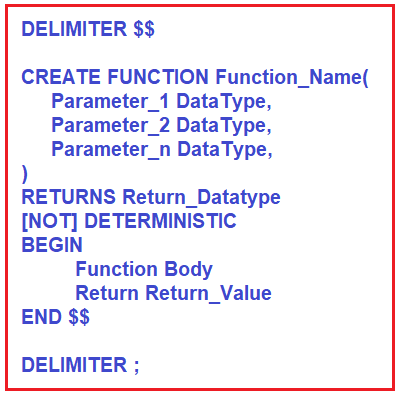 DELIMITER $$
CREATE FUNCTION Function_Name(
Parameter_1 DataType,
Parameter_2 DataType,
Parameter_n DataType,
)
RETURNS Return_Datatype
[NOT] DETERMINISTIC
BEGIN
Function Body
Return Return_Value
END $$
DELIMITER ;